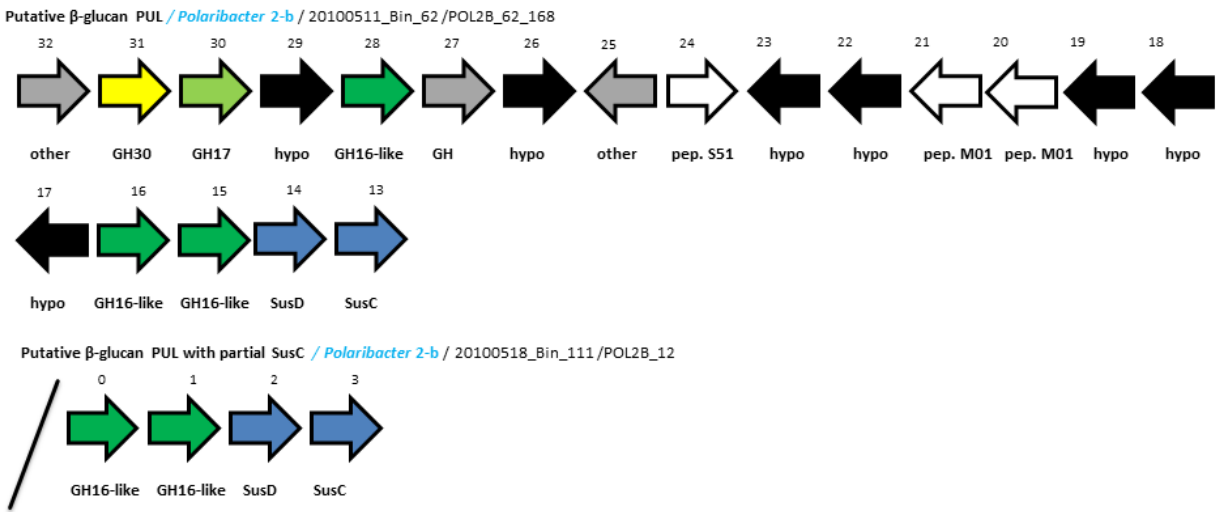 Putative β-glucan PUL / Polaribacter 2-b / 20100511_Bin_62 /POL2B_62_168
32 31 30 29 28 27 26 25 24 23 22 21 20 19 18
other GH30 GH17 hypo GH16-like GH hypo other pep. S51 hypo hypo pep. M01 pep. M01 hypo hypo
17 16 15 14 13
hypo GH16-like GH16-like SusD SusC
Putative β-glucan PUL with partial SusC / Polaribacter 2-b / 20100518_Bin_111 /POL2B_12
0 1 2 3
GH16-like GH16-like SusD SusC